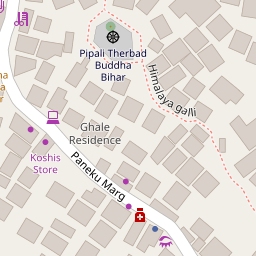 Pipali Therbad
Buddha
Bihar
Himalaya galli
Ghale
Residence
Koshis
Store
Paneku Marg